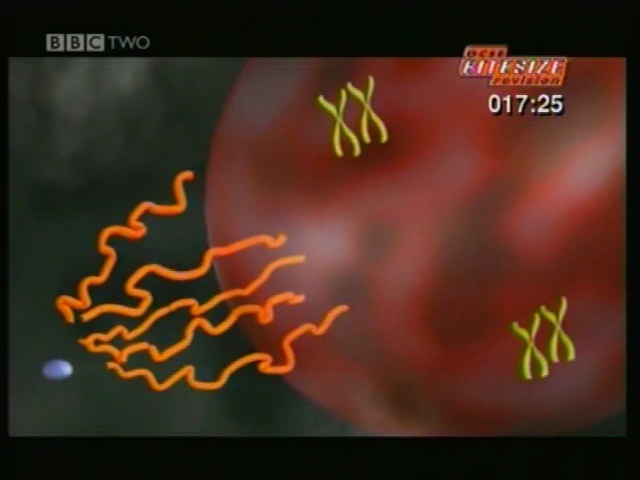 BBC TWO
GCSE
BITESIZE
revision
017:25